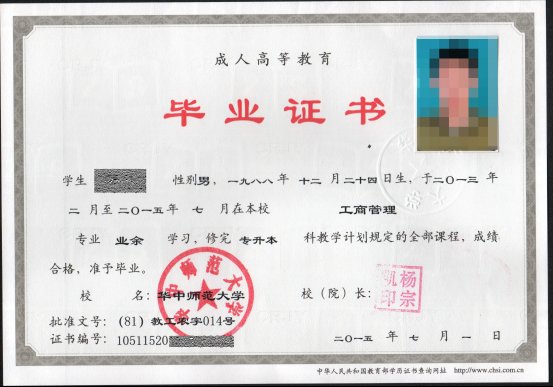 成人高等教育
毕业证书
学生 性别男，一九八八年 十二 月二十四日生，于二〇一三 年
二 月至二〇一五年 七 月在本校 工商管理
专业 业余 学习，修完 专升本 科教学计划规定的全部课程，成绩
合格，准予毕业。
校 名：华中师范大学 校（院）长：
杨宗凯印
华中师范大学
批准文号：(81) 教工农字014号
证书编号：10511520 二〇一五 年 七 月 一 日
中华人民共和国教育部学历证书查询网址 http://www.chsi.com.cn